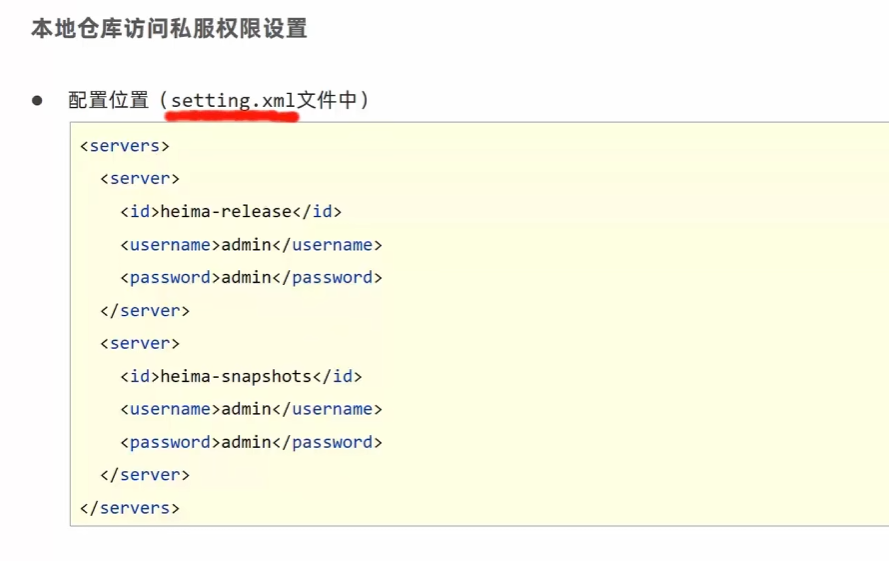 本地仓库访问私服权限设置
● 配置位置（setting.xml文件中）
<servers>
<server>
<id>heima-release</id>
<username>admin</username>
<password>admin</password>
</server>
<server>
<id>heima-snapshots</id>
<username>admin</username>
<password>admin</password>
</server>
</servers>